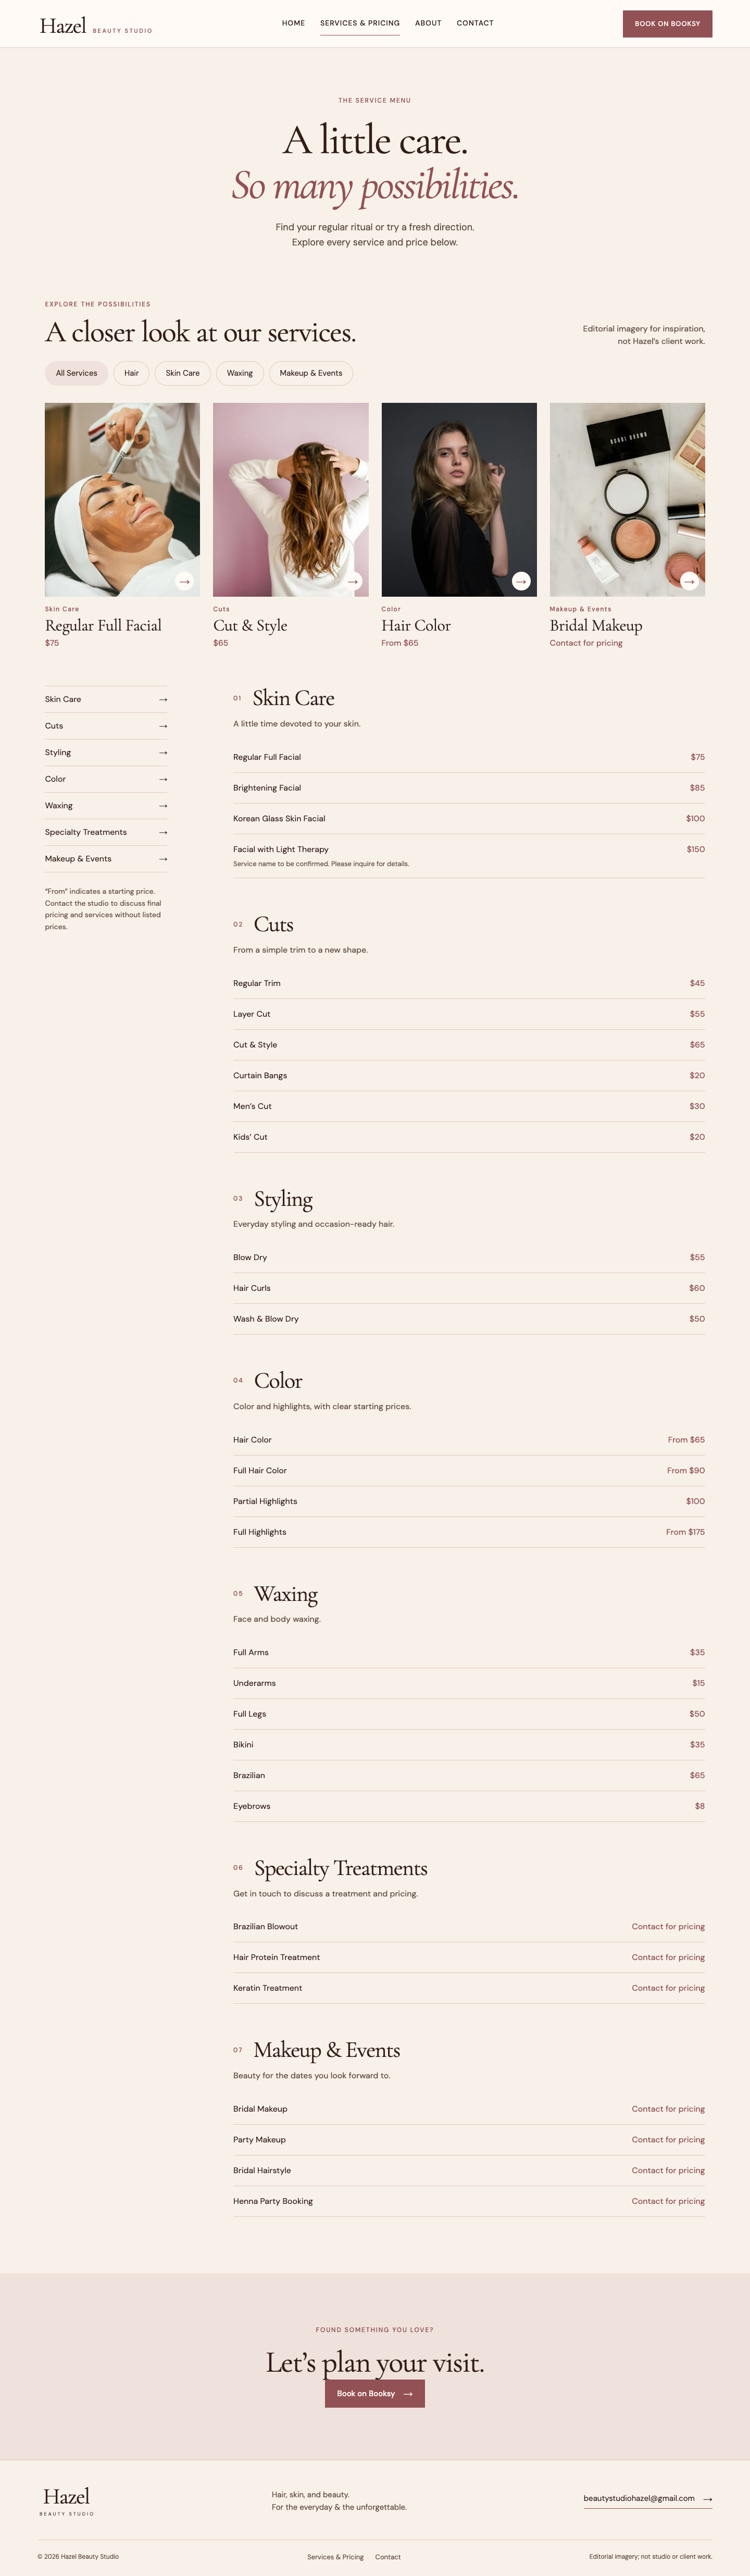 Hazel BEAUTY STUDIO
HOME SERVICES & PRICING ABOUT CONTACT
BOOK ON BOOKSY
THE SERVICE MENU
A little care.
So many possibilities.
Find your regular ritual or try a fresh direction.
Explore every service and price below.
EXPLORE THE POSSIBILITIES
A closer look at our services.
Editorial imagery for inspiration,
not Hazel's client work.
All Services Hair Skin Care Waxing Makeup & Events
BOBBI BROWN
Skin Care
Regular Full Facial
$75
Cuts
Cut & Style
$65
Color
Hair Color
From $65
Makeup & Events
Bridal Makeup
Contact for pricing
Skin Care →
Cuts →
Styling →
Color →
Waxing →
Specialty Treatments →
Makeup & Events →
“From” indicates a starting price.
Contact the studio to discuss final
pricing and services without listed
prices.
01 Skin Care
A little time devoted to your skin.
Regular Full Facial $75
Brightening Facial $85
Korean Glass Skin Facial $100
Facial with Light Therapy $150
Service name to be confirmed. Please inquire for details.
02 Cuts
From a simple trim to a new shape.
Regular Trim $45
Layer Cut $55
Cut & Style $65
Curtain Bangs $20
Men’s Cut $30
Kids’ Cut $20
03 Styling
Everyday styling and occasion-ready hair.
Blow Dry $55
Hair Curls $60
Wash & Blow Dry $50
04 Color
Color and highlights, with clear starting prices.
Hair Color From $65
Full Hair Color From $90
Partial Highlights $100
Full Highlights From $175
05 Waxing
Face and body waxing.
Full Arms $35
Underarms $15
Full Legs $50
Bikini $35
Brazilian $65
Eyebrows $8
06 Specialty Treatments
Get in touch to discuss a treatment and pricing.
Brazilian Blowout Contact for pricing
Hair Protein Treatment Contact for pricing
Keratin Treatment Contact for pricing
07 Makeup & Events
Beauty for the dates you look forward to.
Bridal Makeup Contact for pricing
Party Makeup Contact for pricing
Bridal Hairstyle Contact for pricing
Henna Party Booking Contact for pricing
FOUND SOMETHING YOU LOVE?
Let’s plan your visit.
Book on Booksy →
Hazel
BEAUTY STUDIO
Hair, skin, and beauty.
For the everyday & the unforgettable.
beautystudiohazel@gmail.com →
© 2026 Hazel Beauty Studio
Services & Pricing Contact
Editorial imagery; not studio or client work.